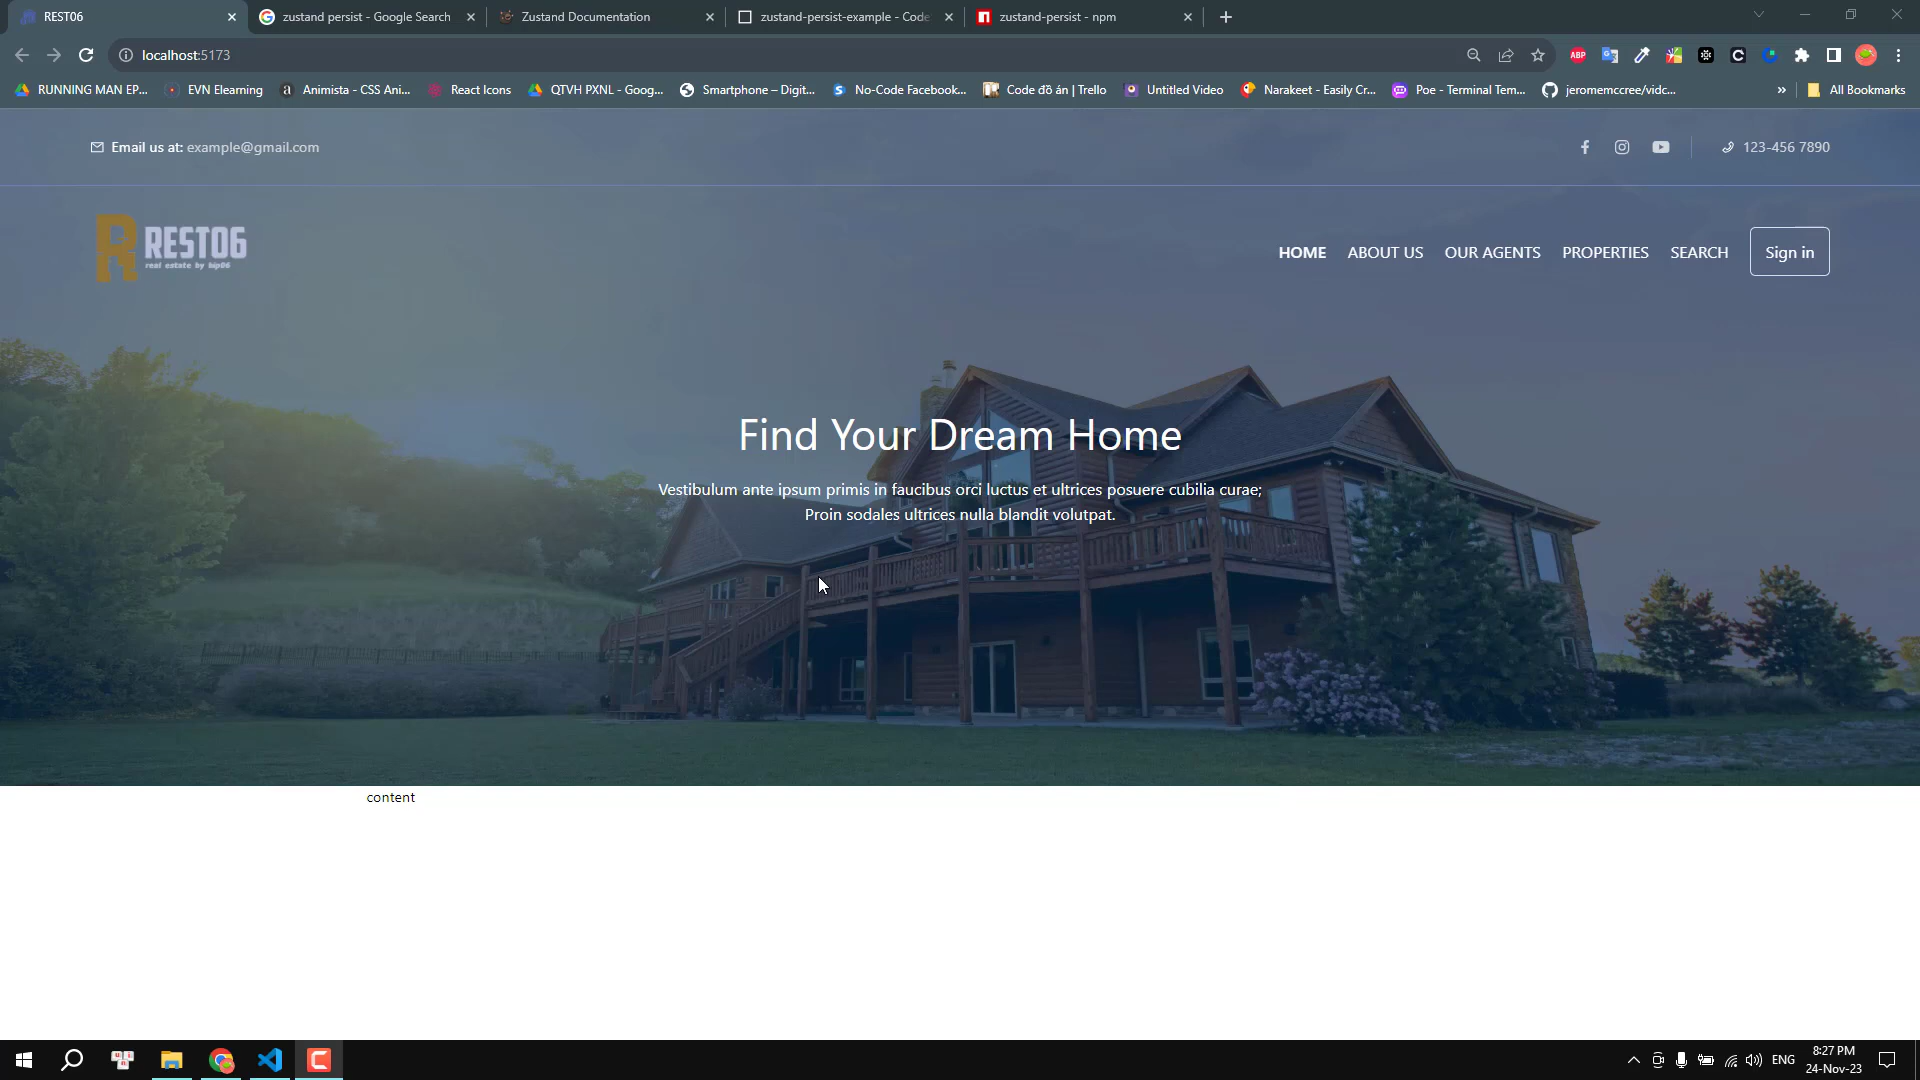 REST06
zustand persist - Google Search
Zustand Documentation
zustand-persist-example - Code
zustand-persist - npm
localhost:5173
ABP
RUNNING MAN EP...
EVN Elearning
a
Animista - CSS Ani...
React Icons
QTVH PXNL - Goog...
Smartphone – Digit...
No-Code Facebook...
Code đồ án | Trello
Untitled Video
Narakeet - Easily Cr...
Poe - Terminal Tem...
jeromemccree/vidc...
»
All Bookmarks
Email us at: example@gmail.com
123-456 7890
R REST06
real estate by hip06
HOME
ABOUT US
OUR AGENTS
PROPERTIES
SEARCH
Sign in
Find Your Dream Home
Vestibulum ante ipsum primis in faucibus orci luctus et ultrices posuere cubilia curae;
Proin sodales ultrices nulla blandit volutpat.
content
ENG
8:27 PM
24-Nov-23